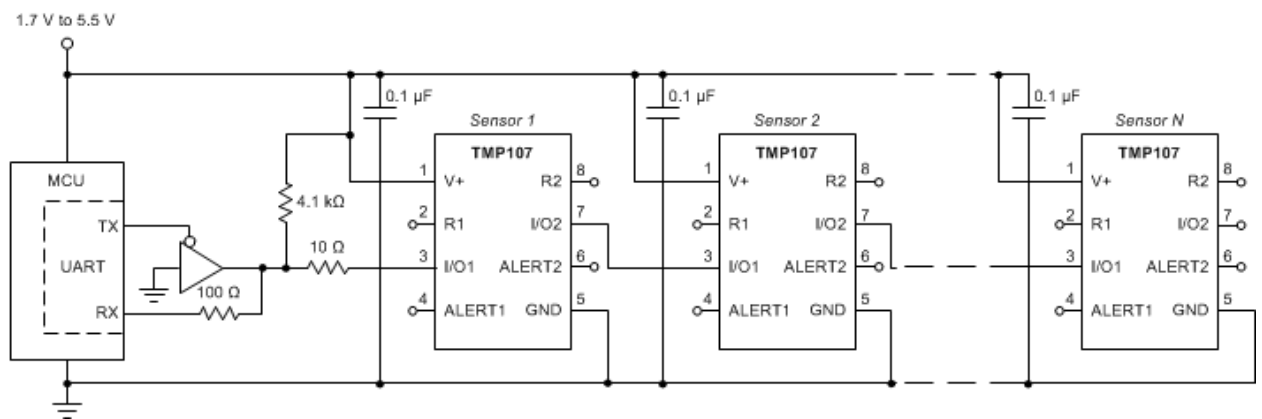 1.7 V to 5.5 V
0.1 µF
0.1 µF
0.1 µF
Sensor 1
Sensor 2
Sensor N
TMP107
TMP107
TMP107
MCU
UART
TX
RX
4.1 kΩ
10 Ω
100 Ω
1
V+
R2
8
2
R1
I/O2
7
3
I/O1
ALERT2
6
4
ALERT1
GND
5
1
V+
R2
8
2
R1
I/O2
7
3
I/O1
ALERT2
6
4
ALERT1
GND
5
1
V+
R2
8
2
R1
I/O2
7
3
I/O1
ALERT2
6
4
ALERT1
GND
5